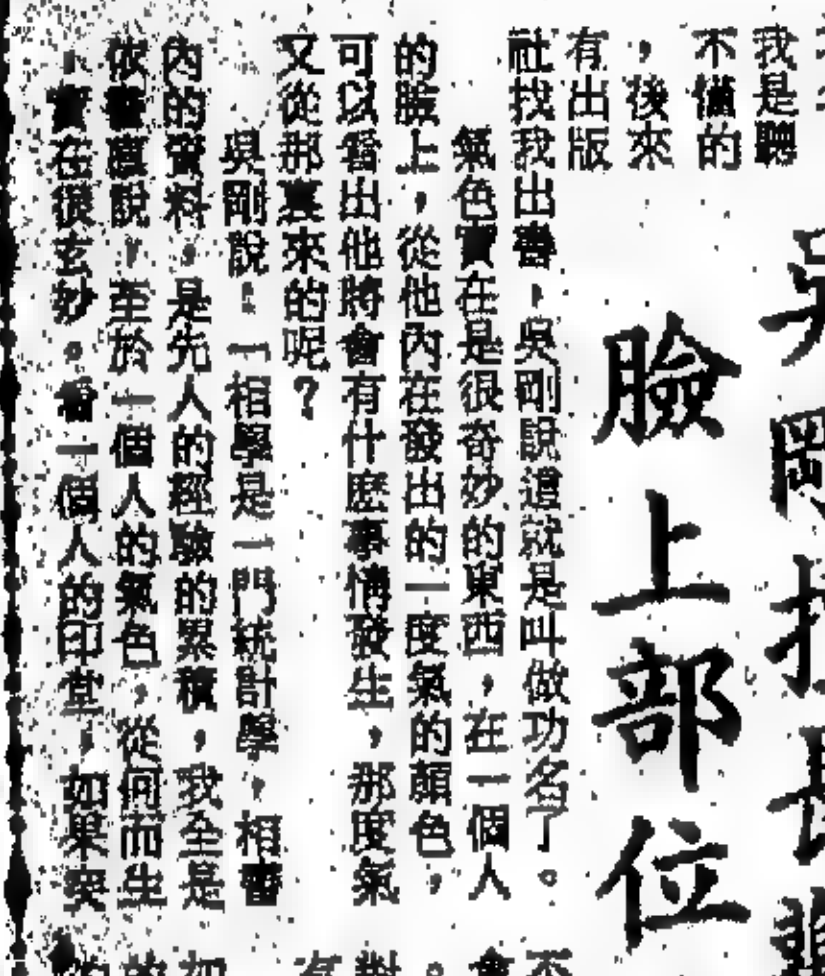 吳剛批長輩
臉上部位
我是聽
不懂的
，後來
有出版
社找我出書，吳剛說這就是叫做功名了。
氣色實在是很奇妙的東西，在一個人
的臉上，從他內在發出的一度氣的顏色，
可以看出他將會有什麼事情發生，那度氣
又從那裏來的呢？
吳剛說：「相學是一門統計學，相書
內的資料，是先人的經驗的累積，我全是
依書直說，至於一個人的氣色，從何而生
，實在很玄妙。看一個人的印堂，如果突